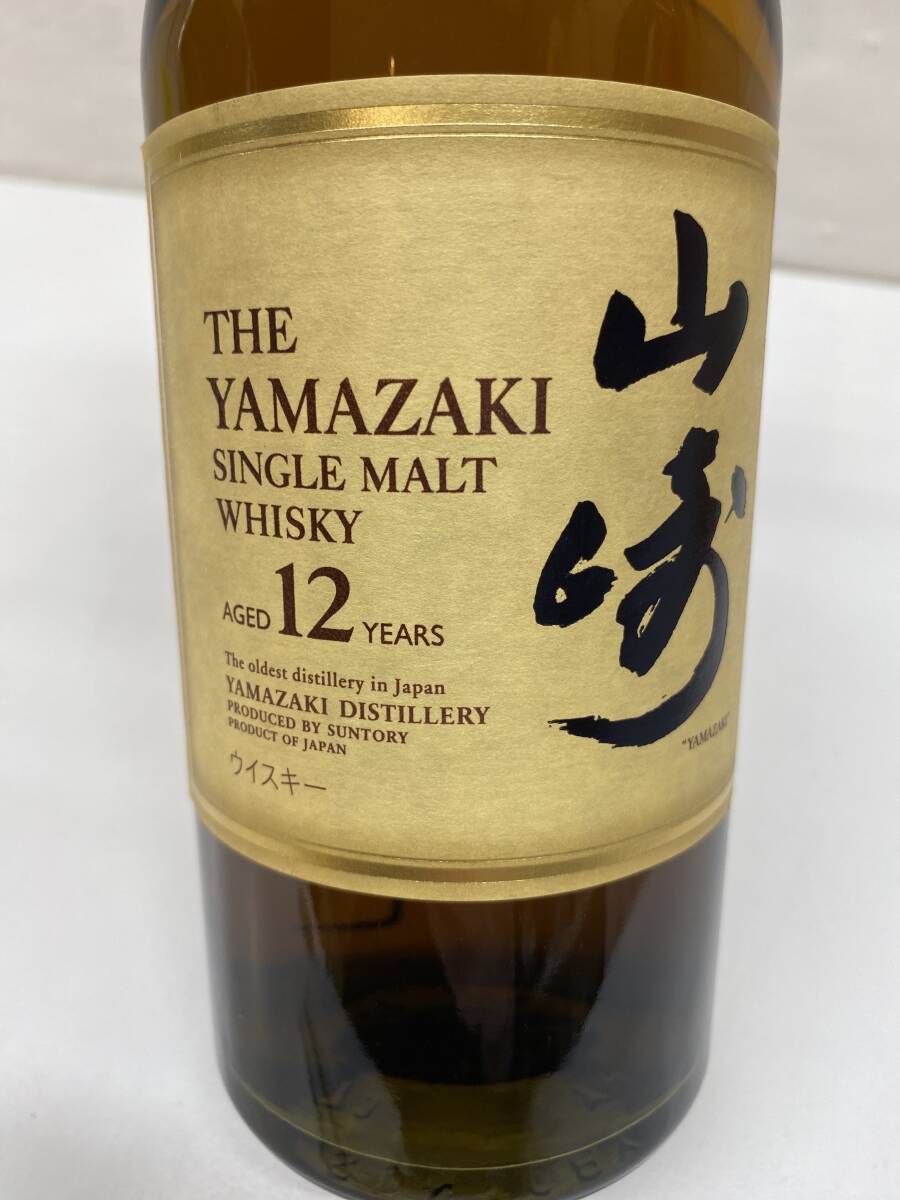 THE
YAMAZAKI
SINGLE MALT
WHISKY
AGED 12 YEARS
The oldest distillery in Japan
YAMAZAKI DISTILLERY
PRODUCED BY SUNTORY
PRODUCT OF JAPAN
ウイスキー
山崎
"YAMAZAKI"